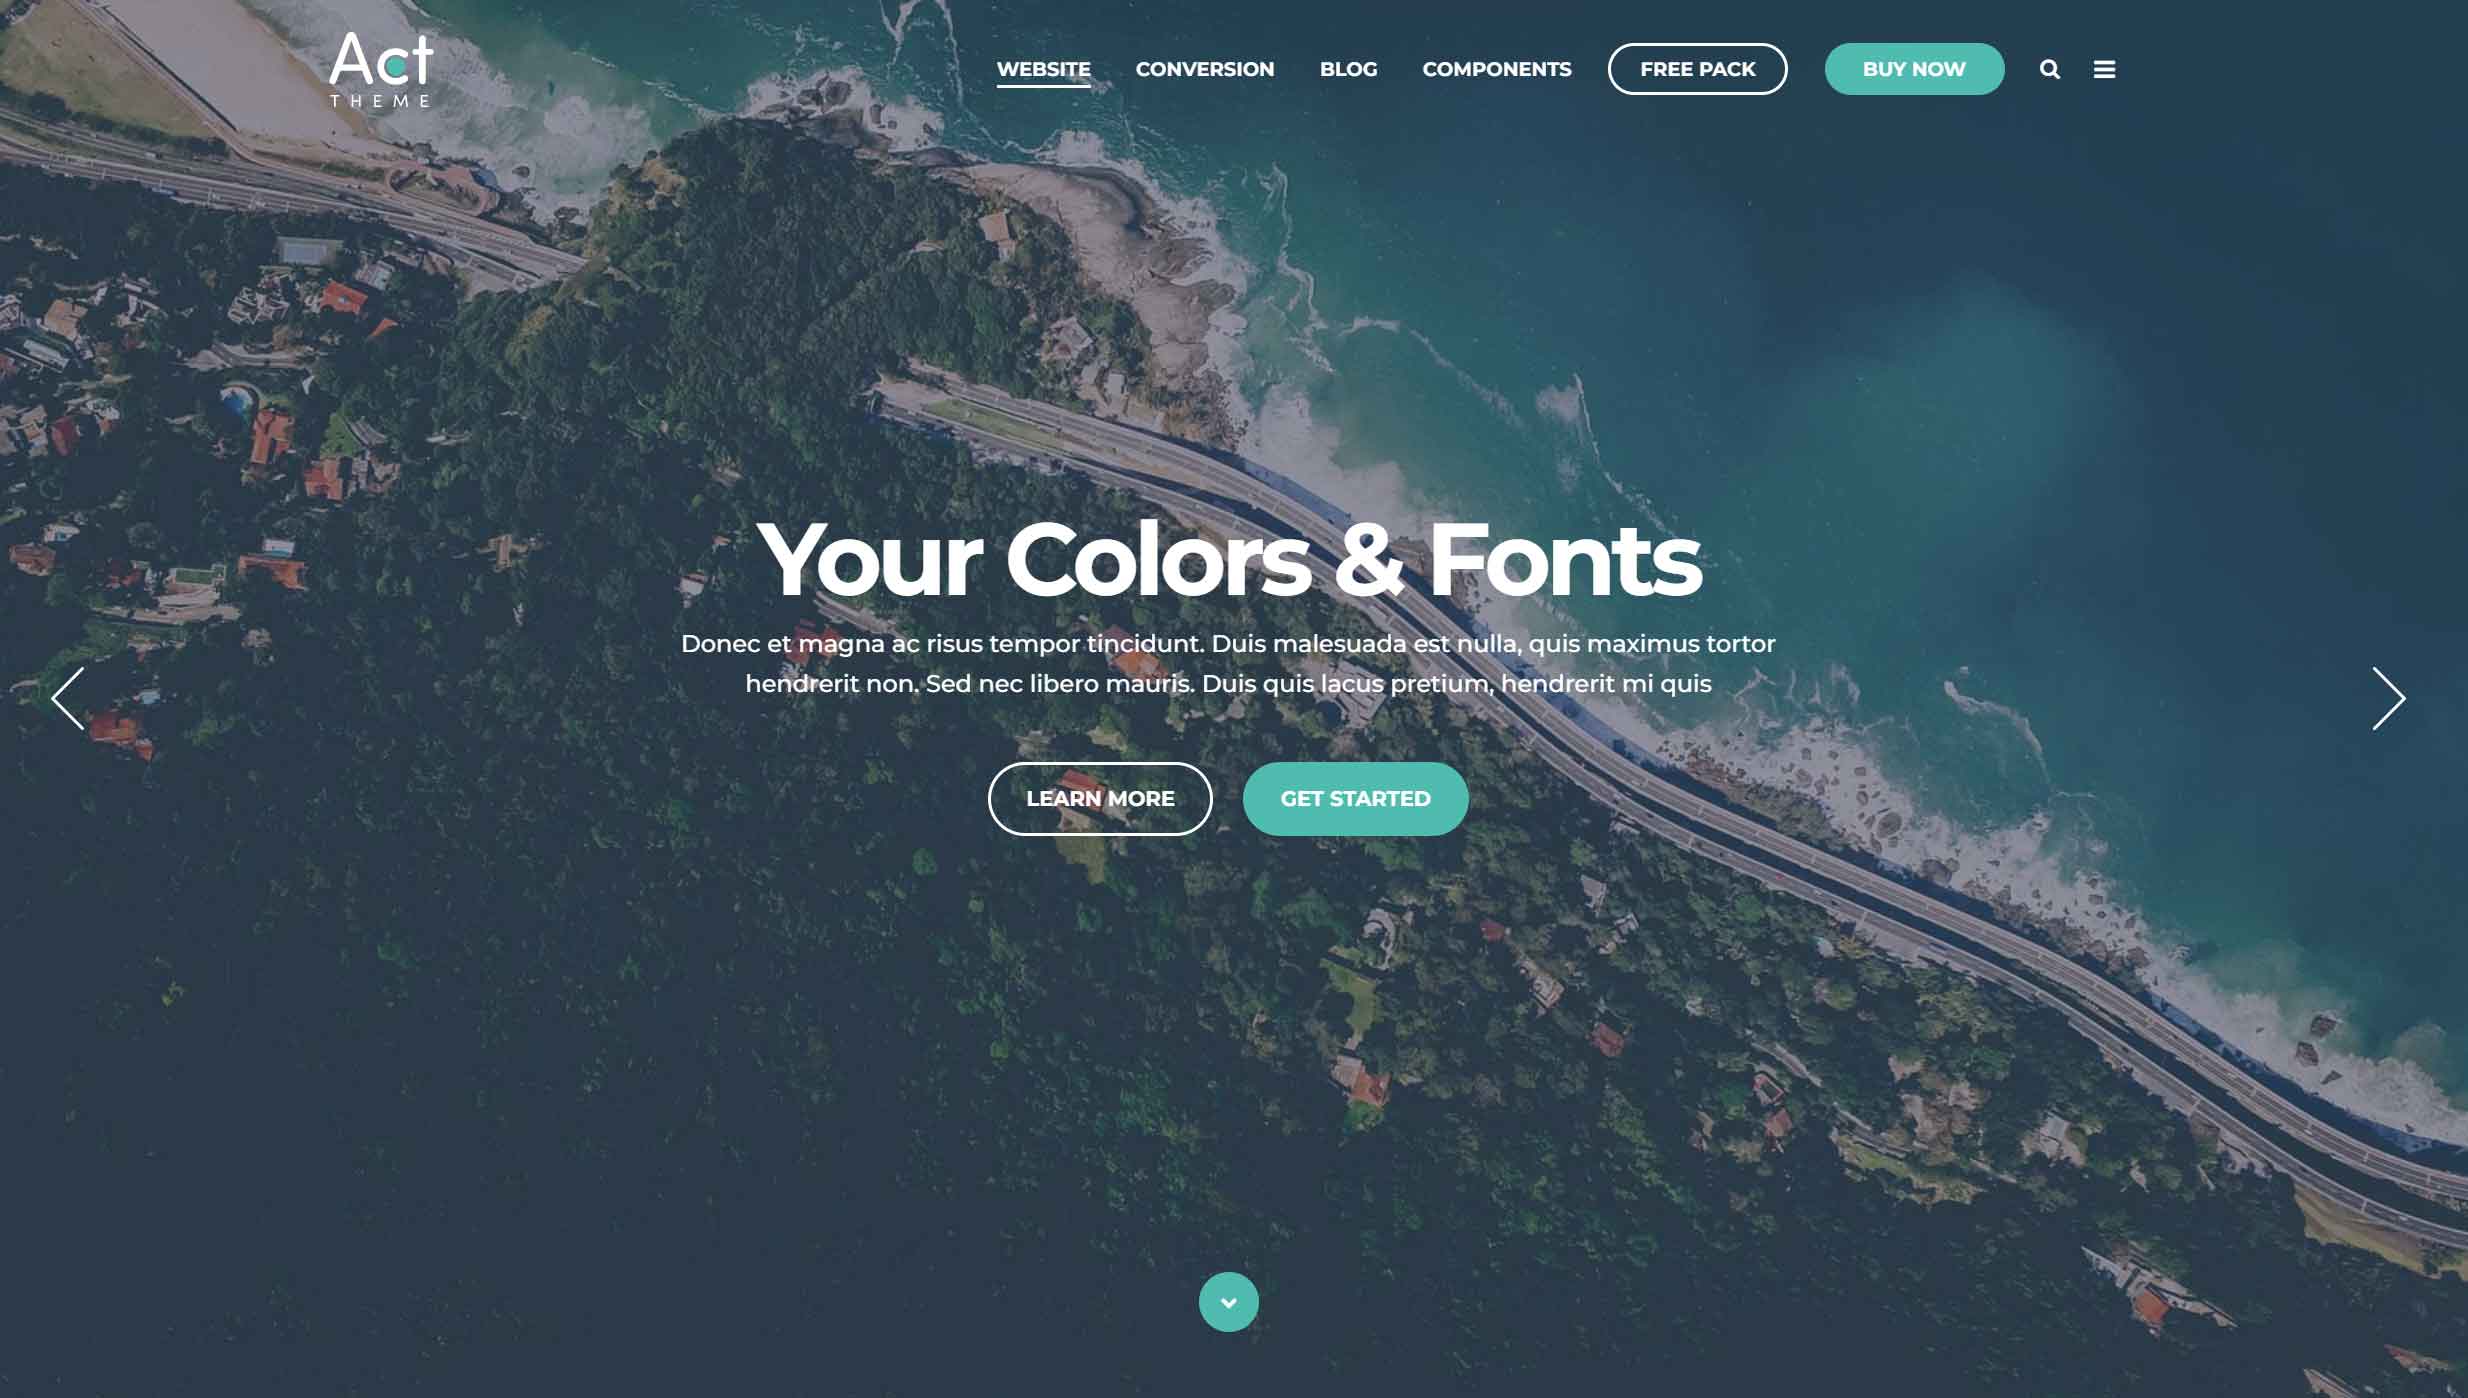 Act
THEME
WEBSITE CONVERSION BLOG COMPONENTS FREE PACK BUY NOW
Your Colors & Fonts
Donec et magna ac risus tempor tincidunt. Duis malesuada est nulla, quis maximus tortor
hendrerit non. Sed nec libero mauris. Duis quis lacus pretium, hendrerit mi quis
LEARN MORE GET STARTED